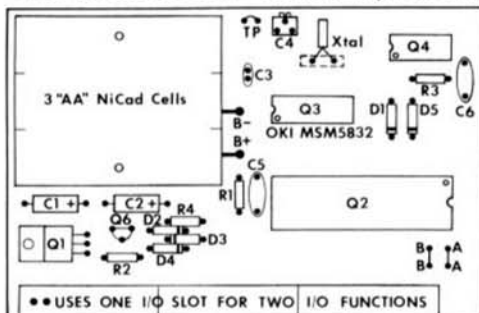 TP
C4
Xtal
Q4
C3
R3
C6
3 "AA" NiCad Cells
B-
B+
Q3
OKI MSM5832
D1
D5
C5
R1
Q2
C1 +
C2 +
R4
Q6
D2
D3
Q1
D4
R2
B A
B A
•• USES ONE I/O SLOT FOR TWO I/O FUNCTIONS